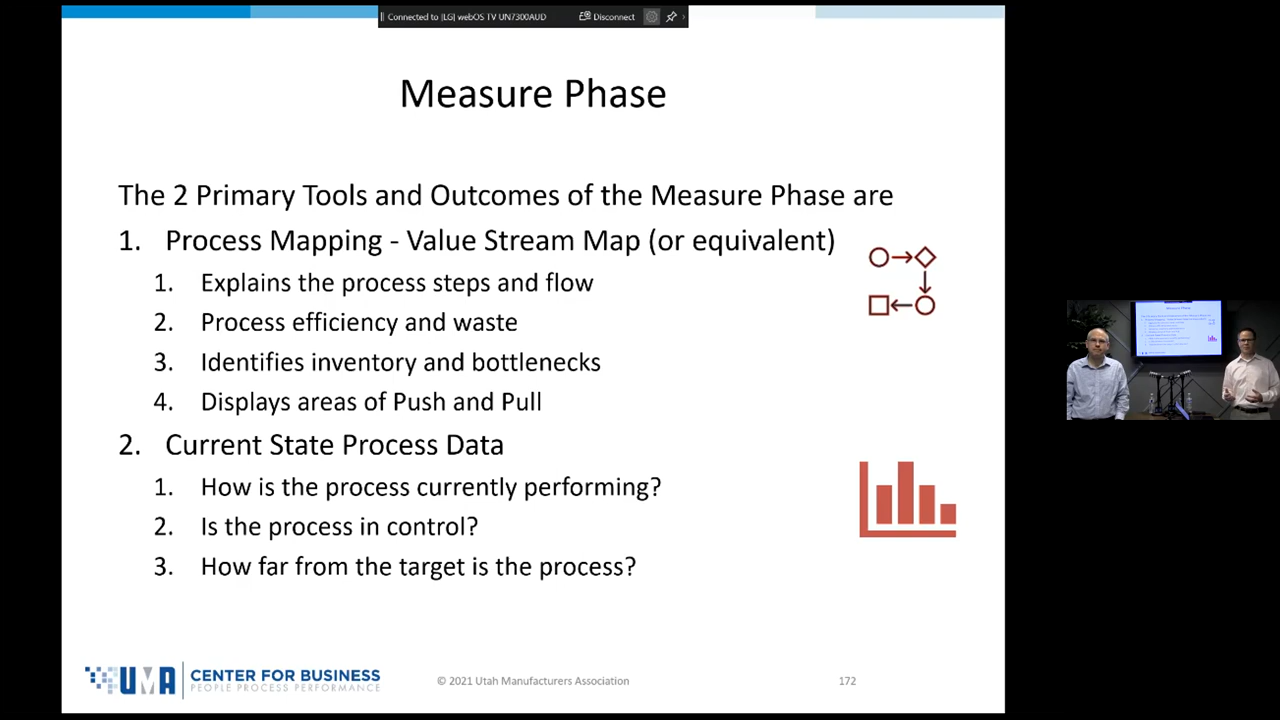 Connected to [LG] webOS TV UN7300AUD Disconnect
Measure Phase
The 2 Primary Tools and Outcomes of the Measure Phase are
1. Process Mapping - Value Stream Map (or equivalent)
1. Explains the process steps and flow
2. Process efficiency and waste
3. Identifies inventory and bottlenecks
4. Displays areas of Push and Pull
2. Current State Process Data
1. How is the process currently performing?
2. Is the process in control?
3. How far from the target is the process?
UMA CENTER FOR BUSINESS
PEOPLE PROCESS PERFORMANCE
© 2021 Utah Manufacturers Association
172
Measure Phase